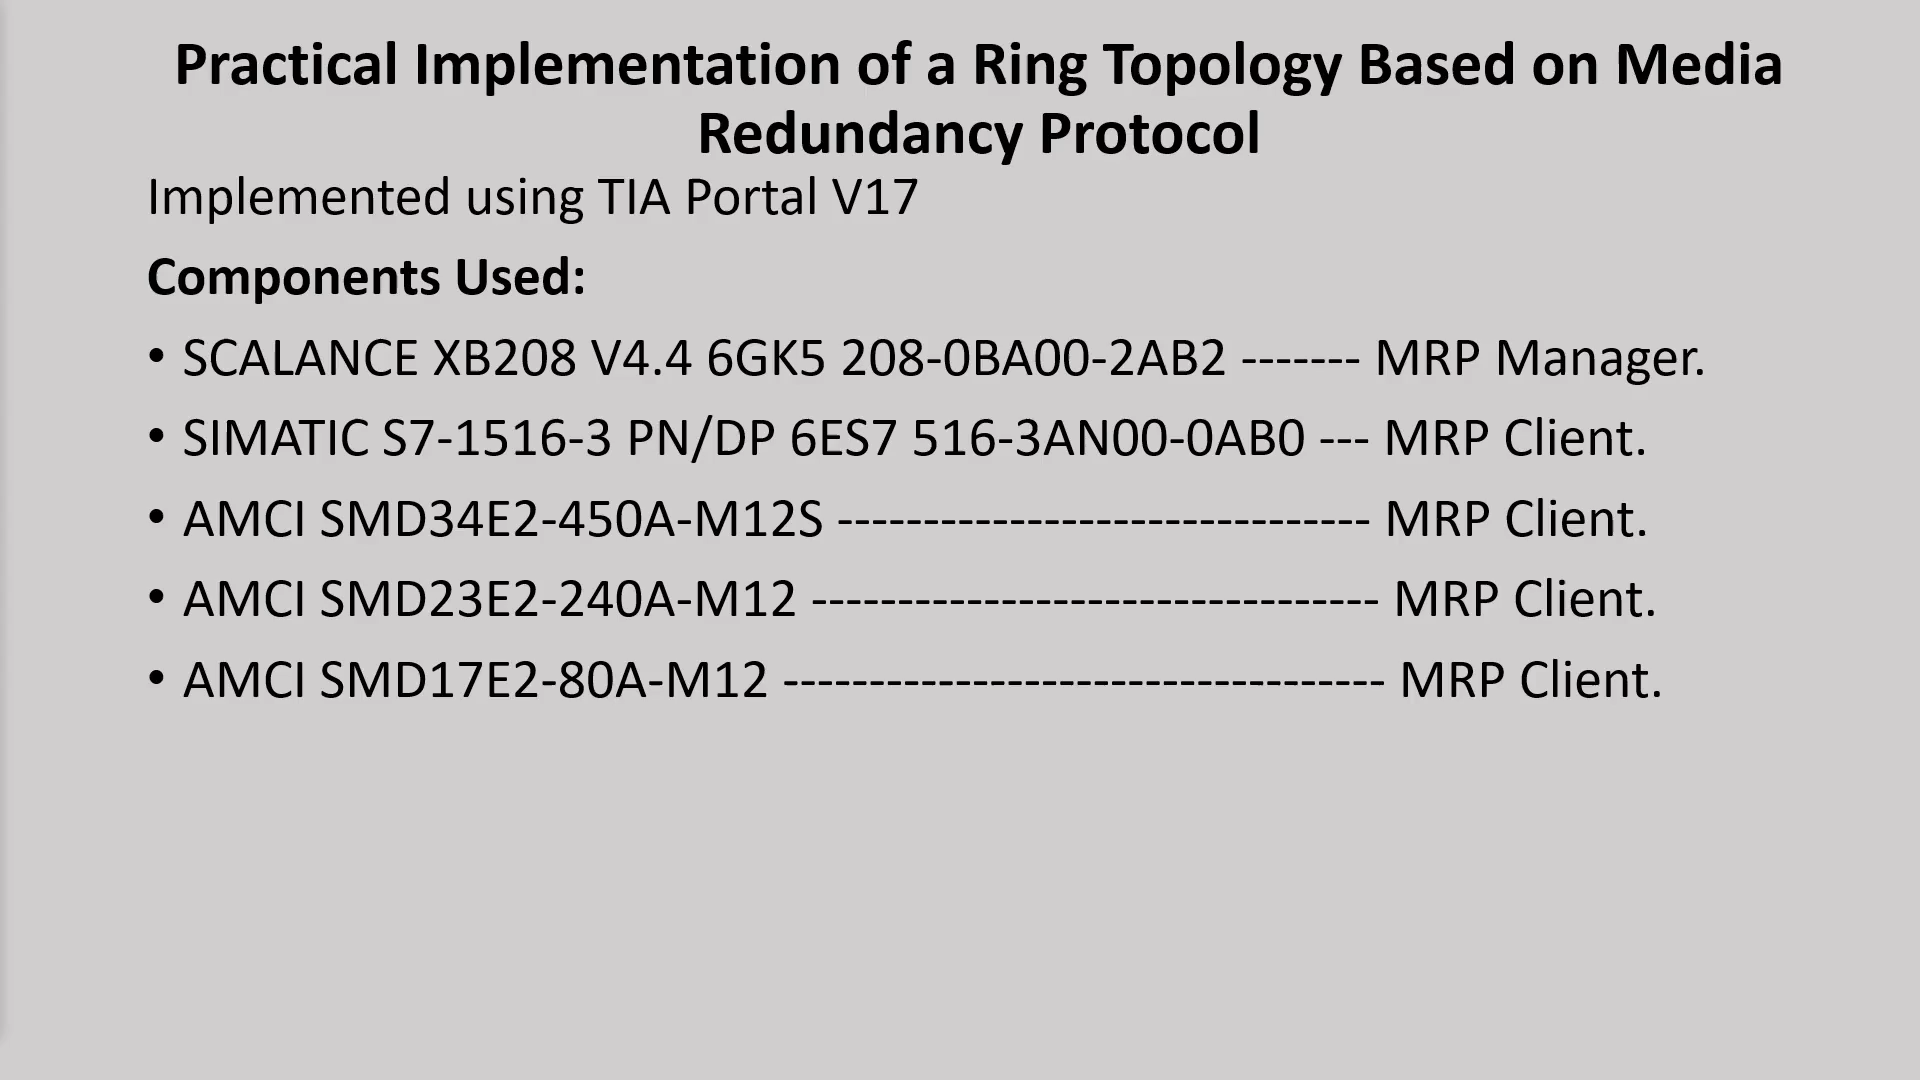 Practical Implementation of a Ring Topology Based on Media
Redundancy Protocol
Implemented using TIA Portal V17
Components Used:
• SCALANCE XB208 V4.4 6GK5 208-0BA00-2AB2 ------- MRP Manager.
• SIMATIC S7-1516-3 PN/DP 6ES7 516-3AN00-0AB0 --- MRP Client.
• AMCI SMD34E2-450A-M12S ------------------------------- MRP Client.
• AMCI SMD23E2-240A-M12 --------------------------------- MRP Client.
• AMCI SMD17E2-80A-M12 ----------------------------------- MRP Client.